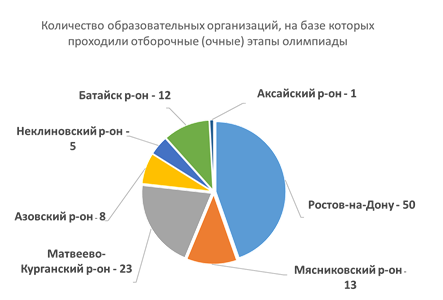 Количество образовательных организаций, на базе которых
проходили отборочные (очные) этапы олимпиады
Батайск р-он - 12
Аксайский р-он - 1
Неклиновский р-он -
5
Ростов-на-Дону - 50
Азовский р-он - 8
Матвеево-
Курганский р-он - 23
Мясниковский р-он -
13